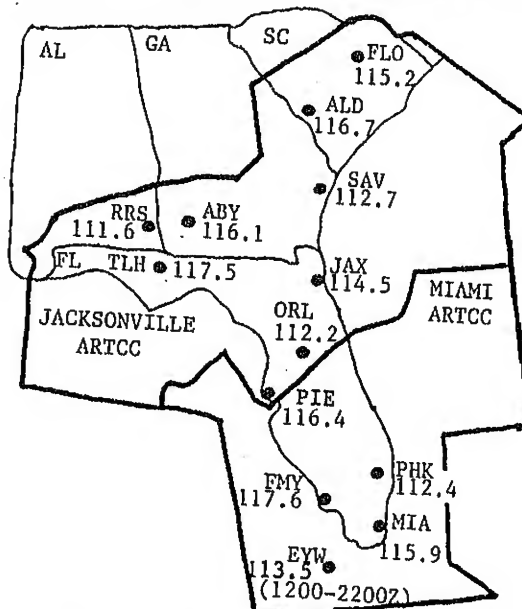 AL
GA
SC
FLO
115.2
ALD
116.7
SAV
112.7
RRS
111.6
ABY
116.1
FL
TLH
117.5
JAX
114.5
JACKSONVILLE
ARTCC
ORL
112.2
MIAMI
ARTCC
PIE
116.4
PHK
112.4
FMY
117.6
MIA
115.9
EYW
113.5
(1200-2200Z)